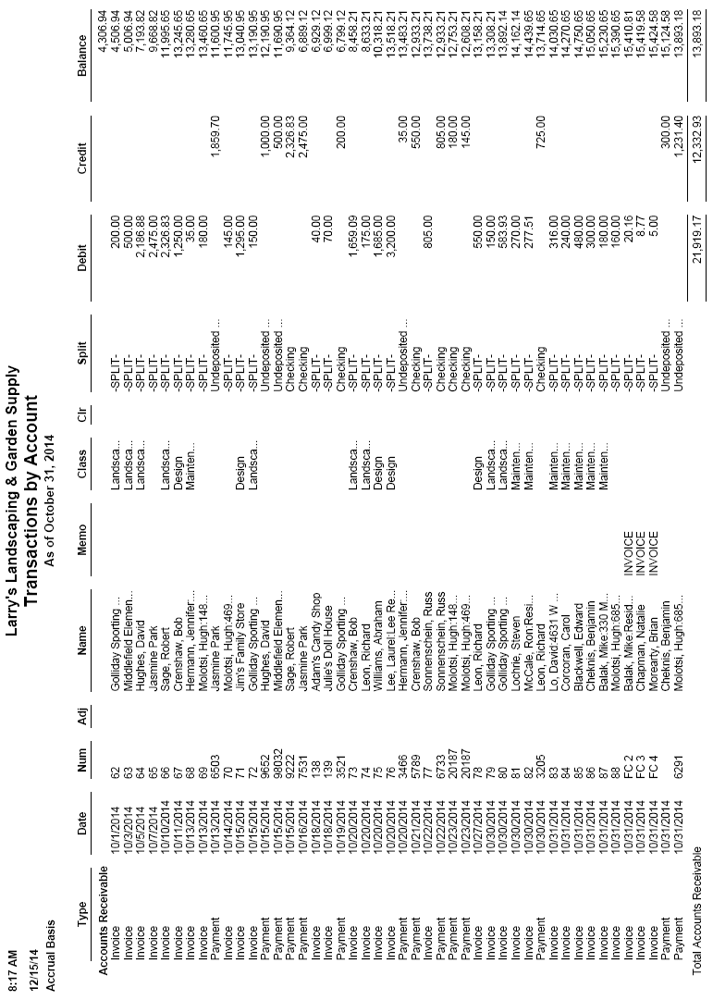 8:17 AM
12/15/14
Accrual Basis
Larry's Landscaping & Garden Supply
Transactions by Account
As of October 31, 2014
Type Date Num Adj Name Memo Class Clr Split Debit Credit Balance
Accounts Receivable 4,306.94
Invoice 10/1/2014 62 Golliday Sporting ... Landsca... -SPLIT- 200.00 4,506.94
Invoice 10/3/2014 63 Middlefield Elemen... Landsca... -SPLIT- 500.00 5,006.94
Invoice 10/5/2014 64 Hughes, David Landsca... -SPLIT- 2,186.88 7,193.82
Invoice 10/7/2014 65 Jasmine Park -SPLIT- 2,475.00 9,668.82
Invoice 10/10/2014 66 Sage, Robert Landsca... -SPLIT- 2,326.83 11,995.65
Invoice 10/11/2014 67 Crenshaw, Bob Design -SPLIT- 1,250.00 13,245.65
Invoice 10/13/2014 68 Hermann, Jennifer:... Mainten... -SPLIT- 35.00 13,280.65
Invoice 10/13/2014 69 Molotsi, Hugh:148... -SPLIT- 180.00 13,460.65
Payment 10/13/2014 6503 Jasmine Park Undeposited ... 1,859.70 11,600.95
Invoice 10/14/2014 70 Molotsi, Hugh:469... -SPLIT- 145.00 11,745.95
Invoice 10/15/2014 71 Jim's Family Store Design -SPLIT- 1,295.00 13,040.95
Invoice 10/15/2014 72 Golliday Sporting ... Landsca... -SPLIT- 150.00 13,190.95
Payment 10/15/2014 9652 Hughes, David Undeposited ... 1,000.00 12,190.95
Payment 10/15/2014 98032 Middlefield Elemen... Undeposited ... 500.00 11,690.95
Payment 10/15/2014 9222 Sage, Robert Checking 2,326.83 9,364.12
Payment 10/16/2014 7531 Jasmine Park Checking 2,475.00 6,889.12
Invoice 10/18/2014 138 Adam's Candy Shop -SPLIT- 40.00 6,929.12
Invoice 10/18/2014 139 Julie's Doll House -SPLIT- 70.00 6,999.12
Payment 10/19/2014 3521 Golliday Sporting ... Checking 200.00 6,799.12
Invoice 10/20/2014 73 Crenshaw, Bob Landsca... -SPLIT- 1,659.09 8,458.21
Invoice 10/20/2014 74 Leon, Richard Landsca... -SPLIT- 175.00 8,633.21
Invoice 10/20/2014 75 Williams, Abraham Design -SPLIT- 1,685.00 10,318.21
Invoice 10/20/2014 76 Lee, Laurel:Lee Re... Design -SPLIT- 3,200.00 13,518.21
Payment 10/20/2014 3466 Hermann, Jennifer:... Undeposited ... 35.00 13,483.21
Payment 10/21/2014 5789 Crenshaw, Bob Checking 550.00 12,933.21
Invoice 10/22/2014 77 Sonnenschein, Russ -SPLIT- 805.00 13,738.21
Payment 10/22/2014 6733 Sonnenschein, Russ Checking 805.00 12,933.21
Payment 10/23/2014 20187 Molotsi, Hugh:148... Checking 180.00 12,753.21
Payment 10/23/2014 20187 Molotsi, Hugh:469... Checking 145.00 12,608.21
Invoice 10/27/2014 78 Leon, Richard Design -SPLIT- 550.00 13,158.21
Invoice 10/30/2014 79 Golliday Sporting ... Landsca... -SPLIT- 150.00 13,308.21
Invoice 10/30/2014 80 Golliday Sporting ... Landsca... -SPLIT- 583.93 13,892.14
Invoice 10/30/2014 81 Lochrie, Steven Mainten... -SPLIT- 270.00 14,162.14
Invoice 10/30/2014 82 McCale, Ron:Resi... Mainten... -SPLIT- 277.51 14,439.65
Payment 10/30/2014 3205 Leon, Richard Checking 725.00 13,714.65
Invoice 10/31/2014 83 Lo, David:4631 W ... Mainten... -SPLIT- 316.00 14,030.65
Invoice 10/31/2014 84 Corcoran, Carol Mainten... -SPLIT- 240.00 14,270.65
Invoice 10/31/2014 85 Blackwell, Edward Mainten... -SPLIT- 480.00 14,750.65
Invoice 10/31/2014 86 Cheknis, Benjamin Mainten... -SPLIT- 300.00 15,050.65
Invoice 10/31/2014 87 Balak, Mike:330 M... Mainten... -SPLIT- 180.00 15,230.65
Invoice 10/31/2014 88 Molotsi, Hugh:685... -SPLIT- 160.00 15,390.65
Invoice 10/31/2014 FC 2 Balak, Mike:Resid... INVOICE -SPLIT- 20.16 15,410.81
Invoice 10/31/2014 FC 3 Chapman, Natalie INVOICE -SPLIT- 8.77 15,419.58
Invoice 10/31/2014 FC 4 Morearty, Brian INVOICE -SPLIT- 5.00 15,424.58
Payment 10/31/2014 Cheknis, Benjamin Undeposited ... 300.00 15,124.58
Payment 10/31/2014 6291 Molotsi, Hugh:685... Undeposited ... 1,231.40 13,893.18
Total Accounts Receivable 21,919.17 12,332.93 13,893.18